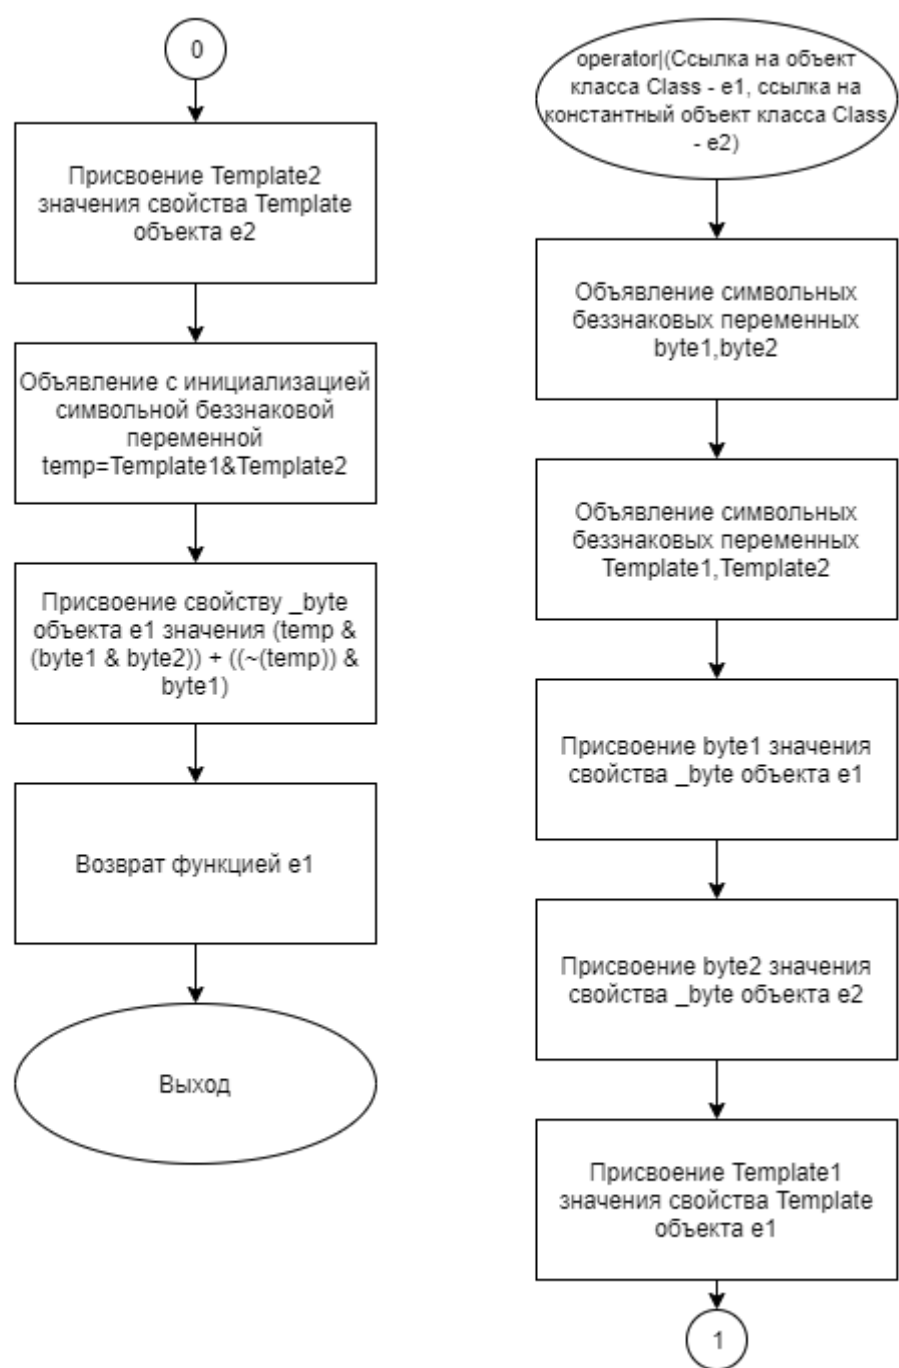 0
Присвоение Template2
значения свойства Template
объекта e2
Объявление с инициализацией
символьной беззнаковой
переменной
temp=Template1&Template2
Присвоение свойству _byte
объекта e1 значения (temp &
(byte1 & byte2)) + ((~(temp)) &
byte1)
Возврат функцией e1
Выход
operator|(Ссылка на объект
класса Class - e1, ссылка на
константный объект класса Class
- e2)
Объявление символьных
беззнаковых переменных
byte1,byte2
Объявление символьных
беззнаковых переменных
Template1,Template2
Присвоение byte1 значения
свойства _byte объекта e1
Присвоение byte2 значения
свойства _byte объекта e2
Присвоение Template1
значения свойства Template
объекта e1
1